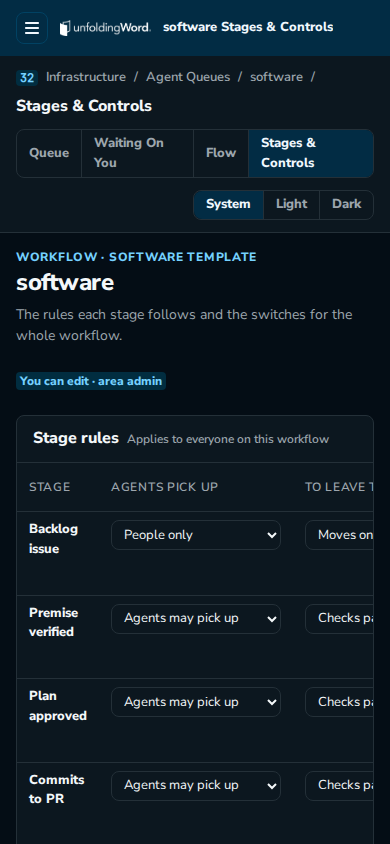 unfoldingWord. software Stages & Controls
32 Infrastructure / Agent Queues / software /
Stages & Controls
Queue
Waiting On You
Flow
Stages & Controls
System Light Dark
WORKFLOW · SOFTWARE TEMPLATE
software
The rules each stage follows and the switches for the
whole workflow.
You can edit · area admin
Stage rules Applies to everyone on this workflow
STAGE AGENTS PICK UP TO LEAVE
Backlog issue
People only
Moves on
Premise verified
Agents may pick up
Checks
Plan approved
Agents may pick up
Checks
Commits to PR
Agents may pick up
Checks